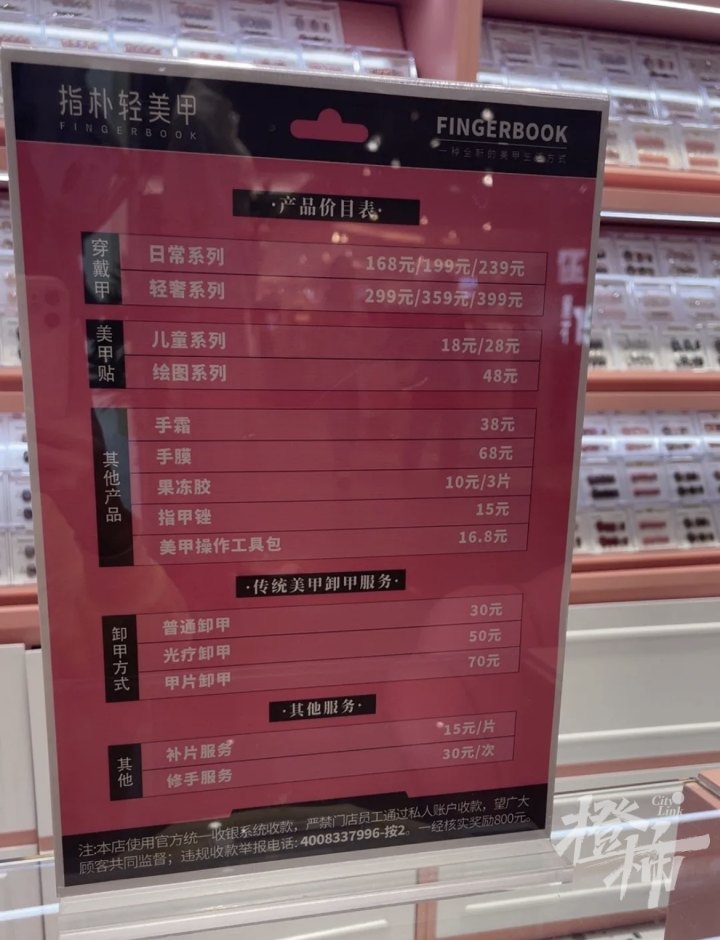 指朴轻美甲
FINGERBOOK
FINGERBOOK
一种全新的美甲生活方式
·产品价目表·
穿戴甲
日常系列 168元/199元/239元
轻奢系列 299元/359元/399元
美甲贴
儿童系列 18元/28元
绘图系列 48元
其他产品
手霜 38元
手膜 68元
果冻胶 10元/3片
指甲锉 15元
美甲操作工具包 16.8元
·传统美甲卸甲服务·
卸甲方式
普通卸甲 30元
光疗卸甲 50元
甲片卸甲 70元
·其他服务·
其他
补片服务 15元/片
修手服务 30元/次
注:本店使用官方统一收银系统收款，严禁门店员工通过私人账户收款，望广大
顾客共同监督；违规收款举报电话: 4008337996-按2。一经核实奖励800元。
City Link
橙柿